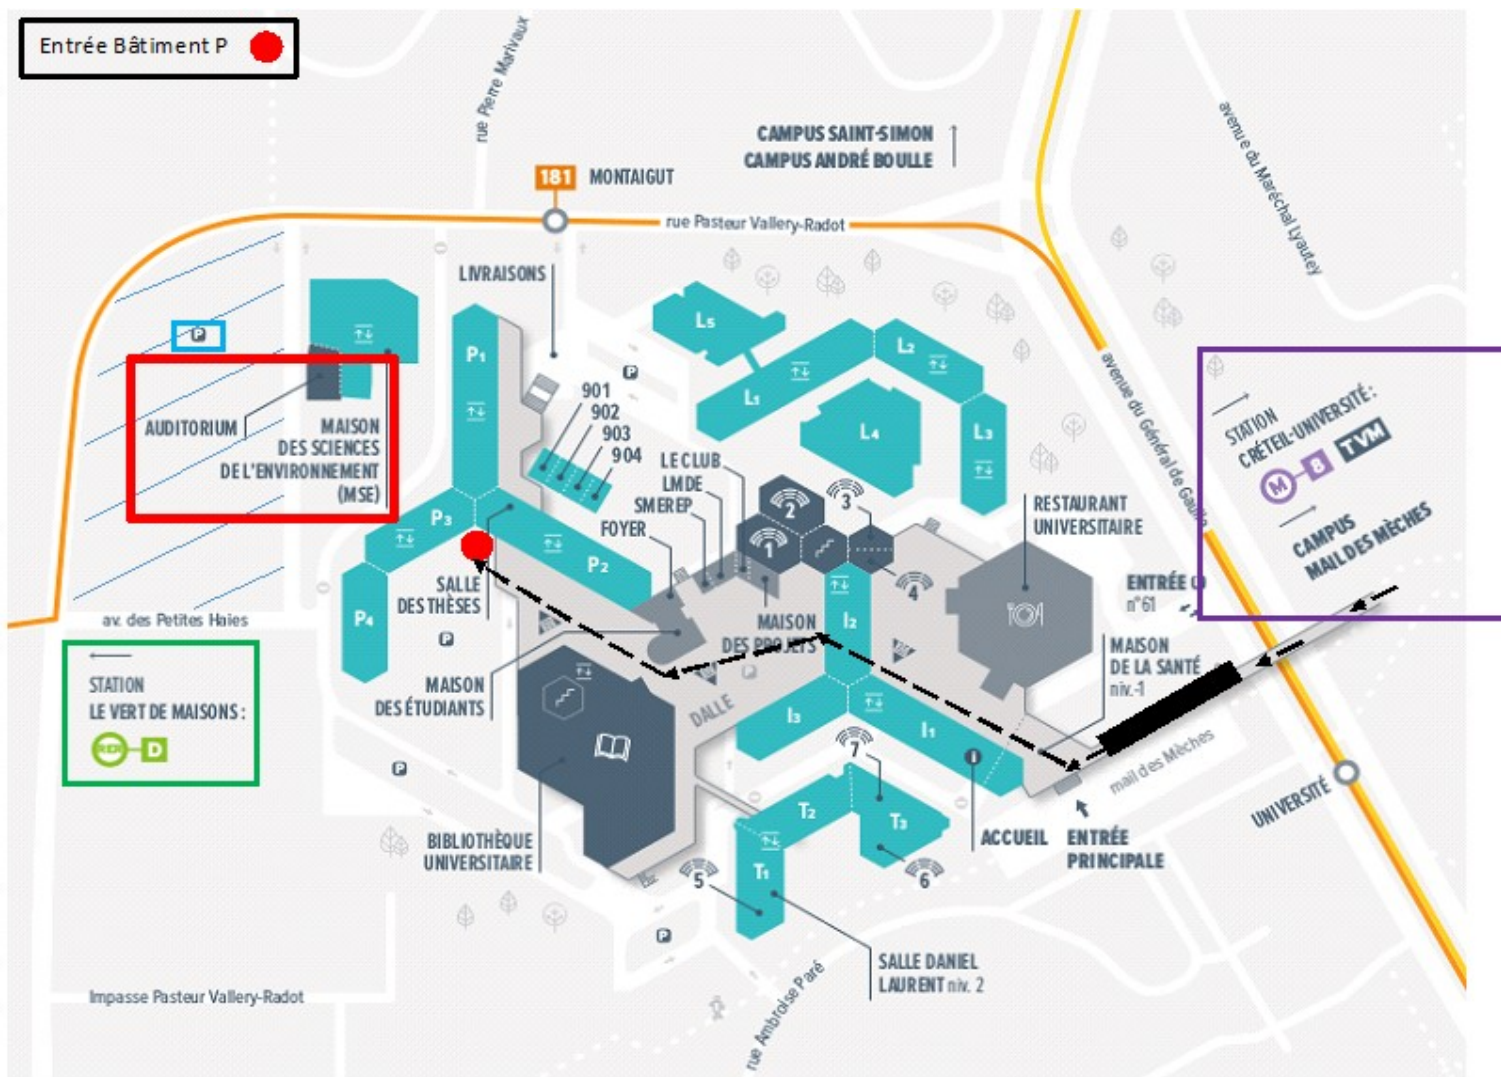 Entrée Bâtiment P
rue Pierre Marivaux
CAMPUS SAINT-SIMON
CAMPUS ANDRÉ BOULLE
avenue du Maréchal Lyautey
181 MONTAIGUT
rue Pasteur Vallery-Radot
LIVRAISONS
P
P1
L5
L2
L1
L3
L4
P
901
902
903
904
AUDITORIUM
MAISON
DES SCIENCES
DE L'ENVIRONNEMENT
(MSE)
avenue du Général de Gaulle
STATION
CRÉTEIL-UNIVERSITÉ :
M 8 TVM
CAMPUS
MAIL DES MÈCHES
LE CLUB
LMDE
SMEREP
FOYER
2
3
1
4
RESTAURANT
UNIVERSITAIRE
P3
P2
P4
SALLE
DES THÈSES
P
ENTRÉE
n°61
av. des Petites Haies
I2
MAISON
DES PROJETS
P
MAISON
DE LA SANTÉ
niv.-1
STATION
LE VERT DE MAISONS :
RER D
MAISON
DES ÉTUDIANTS
DALLE
I3
I1
7
i
mail des Mèches
UNIVERSITÉ
P
T2
T3
T1
BIBLIOTHÈQUE
UNIVERSITAIRE
ACCUEIL
ENTRÉE
PRINCIPALE
5
6
P
SALLE DANIEL
LAURENT niv. 2
Impasse Pasteur Vallery-Radot
rue Ambroise Paré